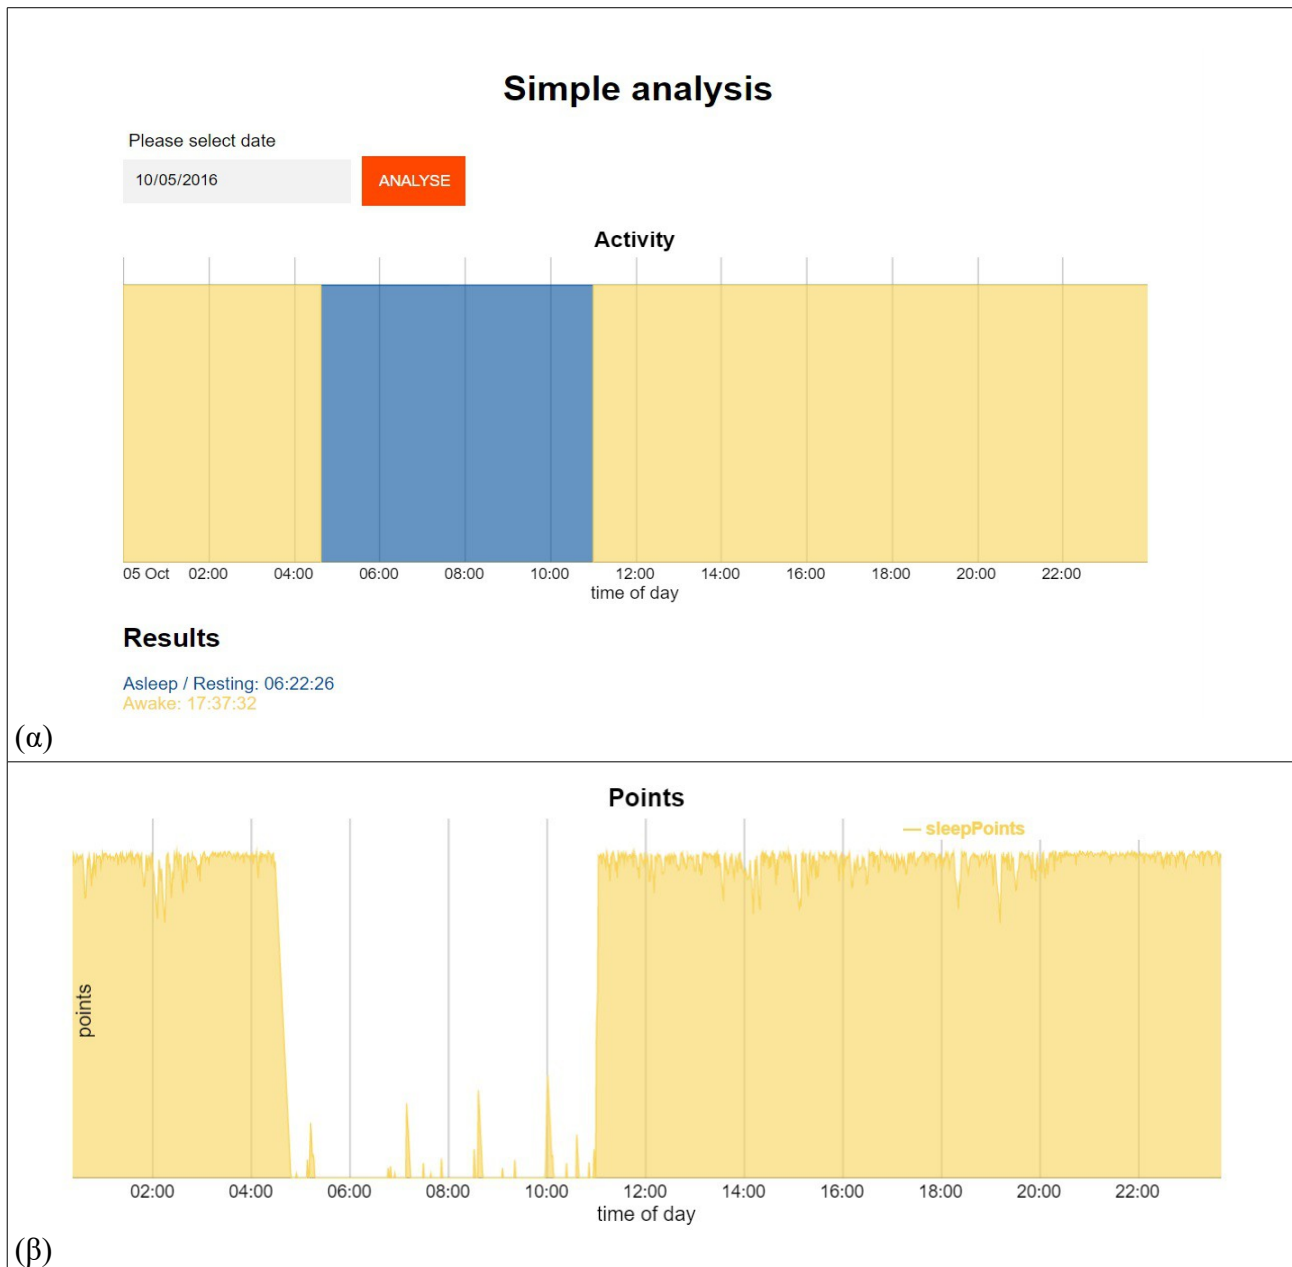 Simple analysis
Please select date
10/05/2016
ANALYSE
Activity
05 Oct 02:00 04:00 06:00 08:00 10:00 12:00 14:00 16:00 18:00 20:00 22:00
time of day
Results
Asleep / Resting: 06:22:26
Awake: 17:37:32
(α)
Points
sleepPoints
points
02:00 04:00 06:00 08:00 10:00 12:00 14:00 16:00 18:00 20:00 22:00
time of day
(β)